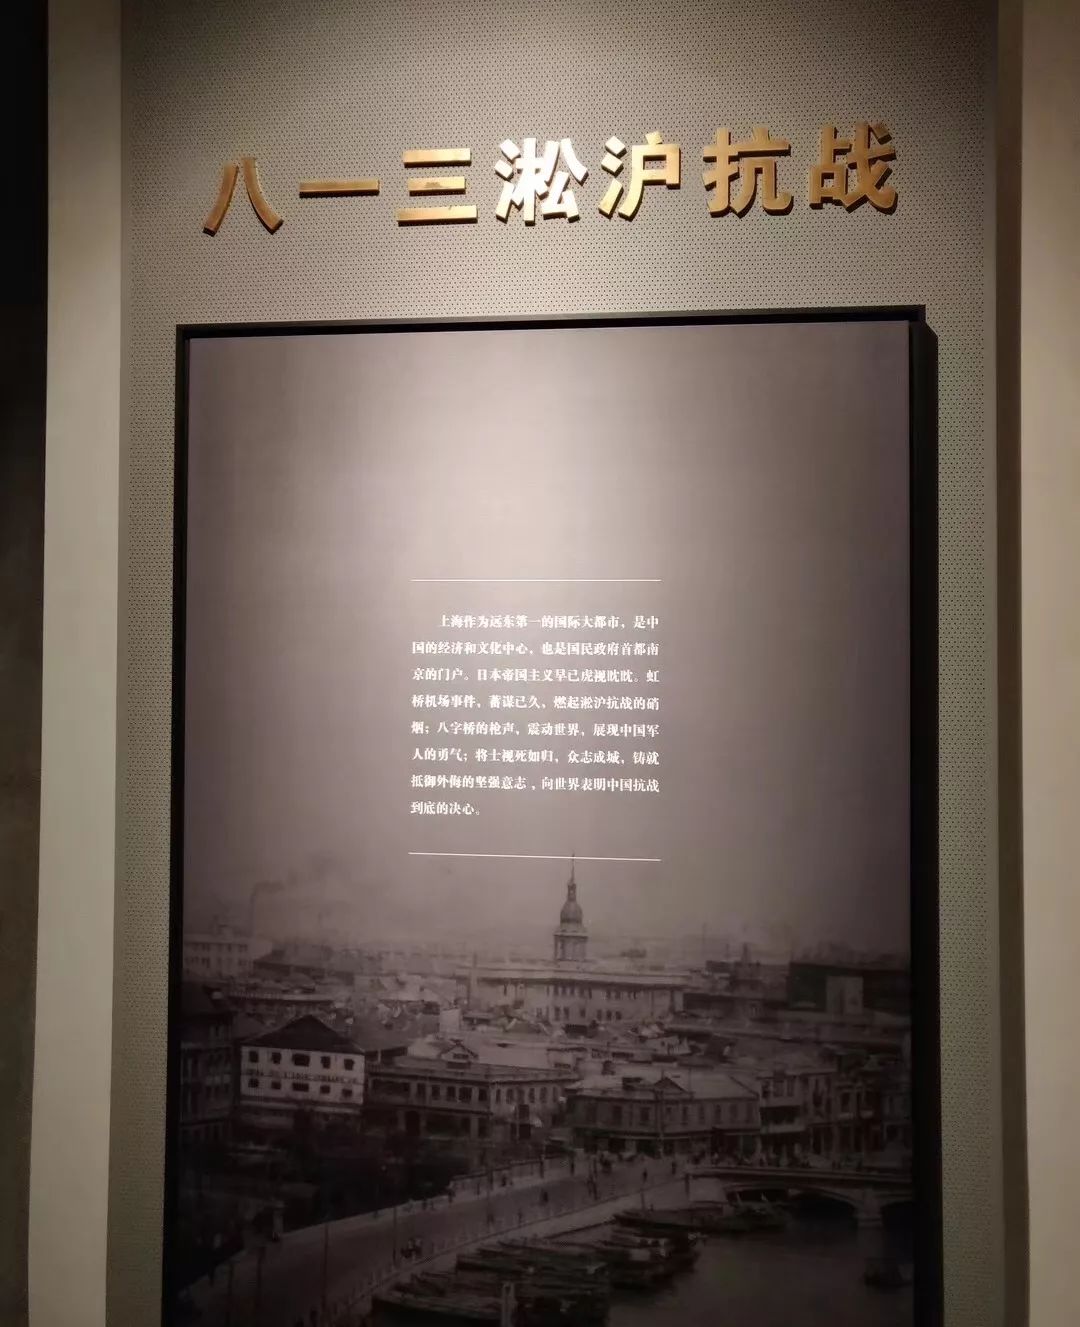 八一三淞沪抗战
上海作为远东第一的国际大都市，是中
国的经济和文化中心，也是国民政府首都南
京的门户。日本帝国主义早已虎视眈眈。虹
桥机场事件，蓄谋已久，燃起淞沪抗战的硝
烟；八字桥的枪声，震动世界，展现中国军
人的勇气；将士视死如归，众志成城，铸就
抵御外侮的坚强意志，向世界表明中国抗战
到底的决心。